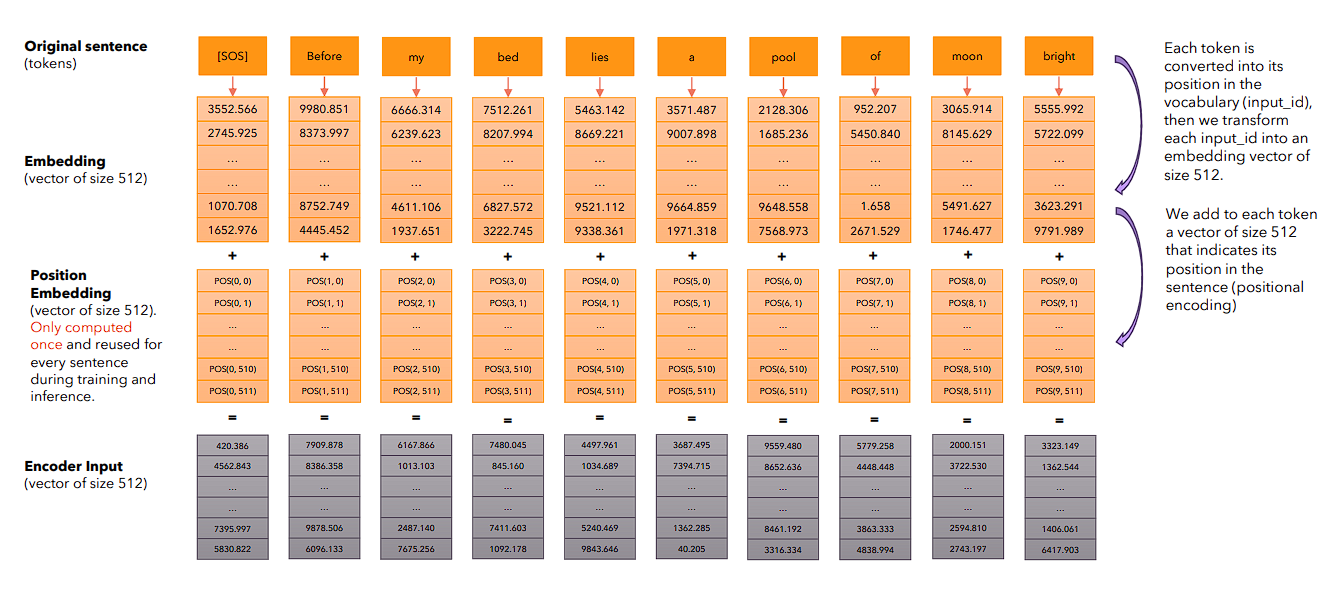 Original sentence
(tokens)
[SOS] Before my bed lies a pool of moon bright
3552.566 9980.851 6666.314 7512.261 5463.142 3571.487 2128.306 952.207 3065.914 5555.992
2745.925 8373.997 6239.623 8207.994 8669.221 9007.898 1685.236 5450.840 8145.629 5722.099
... ... ... ... ... ... ... ... ... ...
... ... ... ... ... ... ... ... ... ...
1070.708 8752.749 4611.106 6827.572 9521.112 9664.859 9648.558 1.658 5491.627 3623.291
1652.976 4445.452 1937.651 3222.745 9338.361 1971.318 7568.973 2671.529 1746.477 9791.989
Embedding
(vector of size 512)
+ + + + + + + + + +
Position
Embedding
(vector of size 512).
Only computed
once and reused for
every sentence
during training and
inference.
POS(0, 0) POS(1, 0) POS(2, 0) POS(3, 0) POS(4, 0) POS(5, 0) POS(6, 0) POS(7, 0) POS(8, 0) POS(9, 0)
POS(0, 1) POS(1, 1) POS(2, 1) POS(3, 1) POS(4, 1) POS(5, 1) POS(6, 1) POS(7, 1) POS(8, 1) POS(9, 1)
... ... ... ... ... ... ... ... ... ...
... ... ... ... ... ... ... ... ... ...
POS(0, 510) POS(1, 510) POS(2, 510) POS(3, 510) POS(4, 510) POS(5, 510) POS(6, 510) POS(7, 510) POS(8, 510) POS(9, 510)
POS(0, 511) POS(1, 511) POS(2, 511) POS(3, 511) POS(4, 511) POS(5, 511) POS(6, 511) POS(7, 511) POS(8, 511) POS(9, 511)
= = = = = = = = = =
Encoder Input
(vector of size 512)
420.386 7909.878 6167.866 7480.045 4497.961 3687.495 9559.480 5779.258 2000.151 3323.149
4562.843 8386.358 1013.103 845.160 1034.689 7394.715 8652.636 4448.448 3722.530 1362.544
... ... ... ... ... ... ... ... ... ...
... ... ... ... ... ... ... ... ... ...
7395.997 9878.506 2487.140 7411.603 5240.469 1362.285 8461.192 3863.333 2594.810 1406.061
5830.822 6096.133 7675.256 1092.178 9843.646 40.205 3316.334 4838.994 2743.197 6417.903
Each token is
converted into its
position in the
vocabulary (input_id),
then we transform
each input_id into an
embedding vector of
size 512.
We add to each token
a vector of size 512
that indicates its
position in the
sentence (positional
encoding)